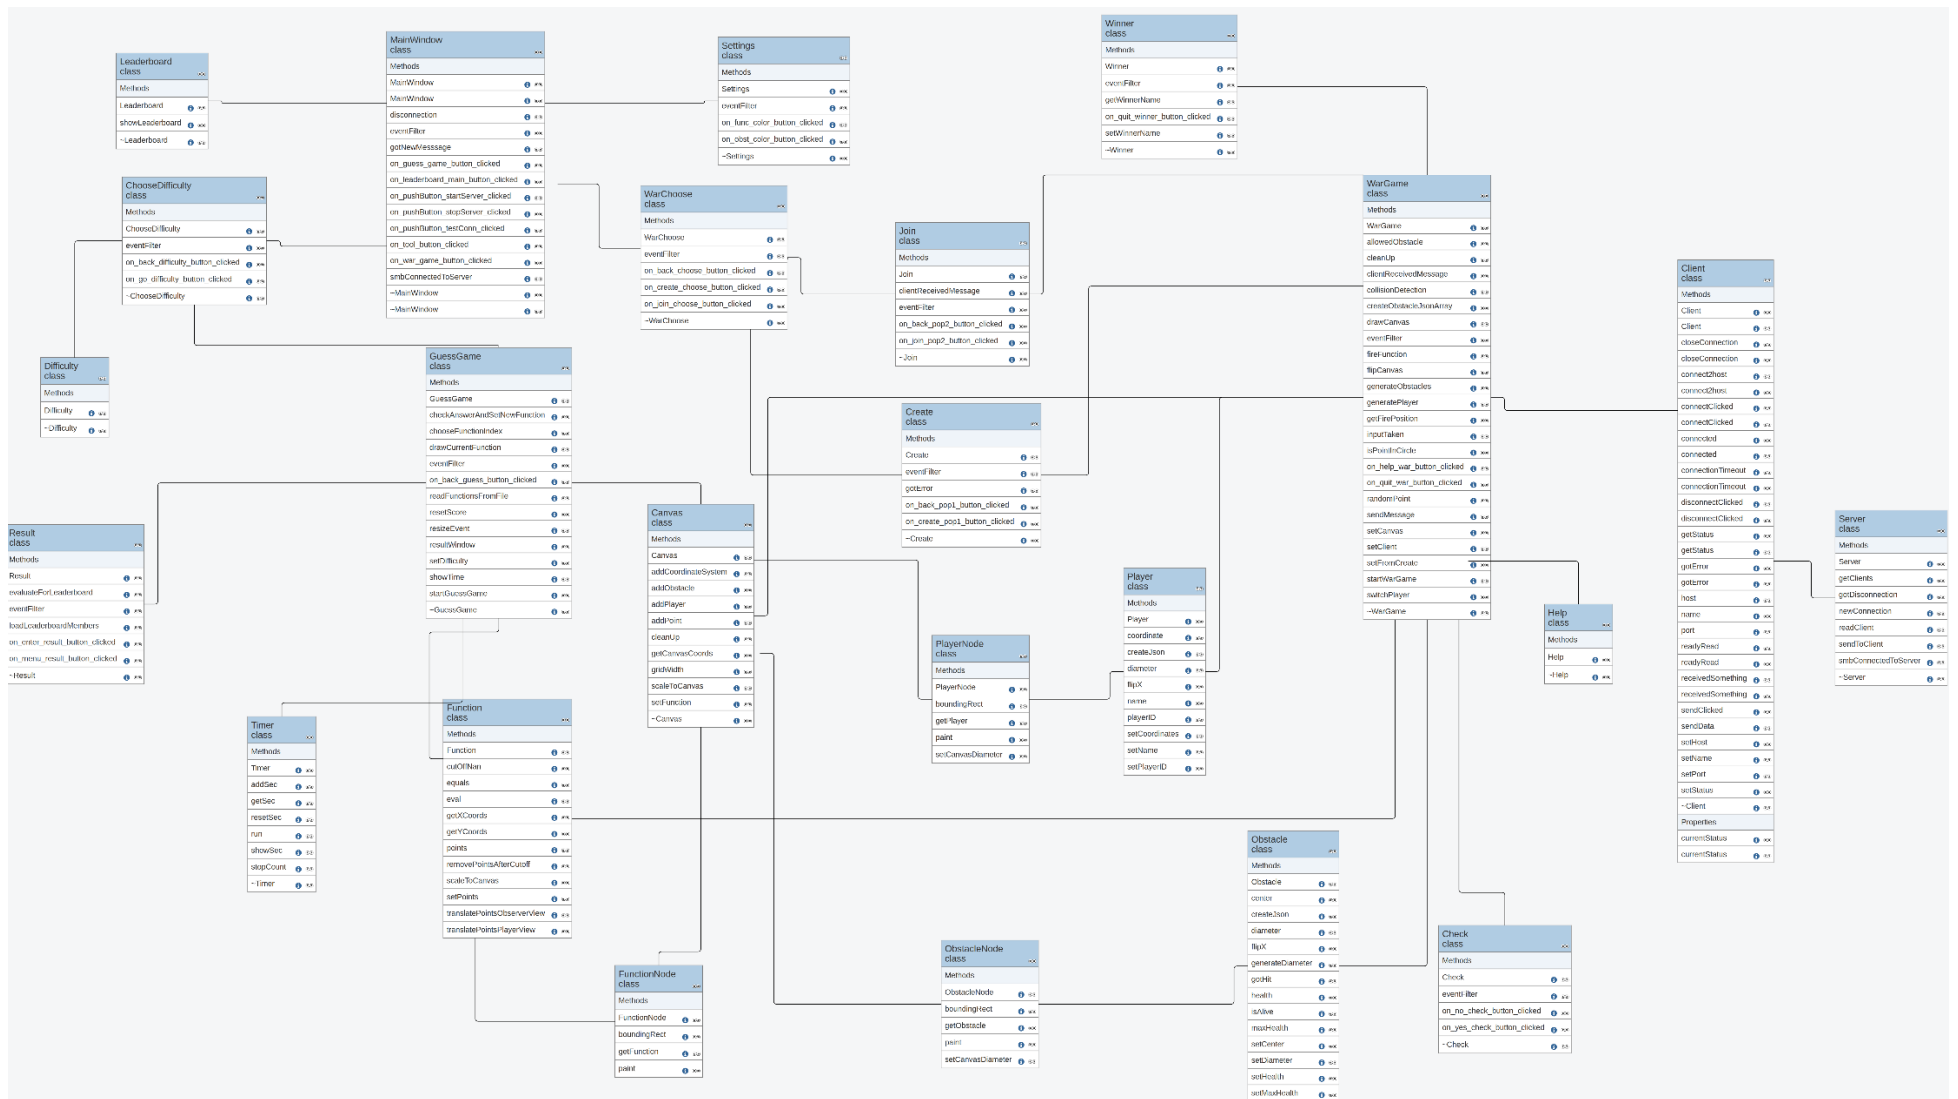 Leaderboard
class
Methods
Leaderboard
showLeaderboard
~Leaderboard
MainWindow
class
Methods
MainWindow
MainWindow
disconnection
eventFilter
gotNewMesssage
on_guess_game_button_clicked
on_leaderboard_main_button_clicked
on_pushButton_startServer_clicked
on_pushButton_stopServer_clicked
on_pushButton_testConn_clicked
on_tool_button_clicked
on_war_game_button_clicked
smbConnectedToServer
~MainWindow
~MainWindow
Settings
class
Methods
Settings
eventFilter
on_func_color_button_clicked
on_obst_color_button_clicked
~Settings
Winner
class
Methods
Winner
eventFilter
getWinnerName
on_quit_winner_button_clicked
setWinnerName
~Winner
ChooseDifficulty
class
Methods
ChooseDifficulty
eventFilter
on_back_difficulty_button_clicked
on_go_difficulty_button_clicked
~ChooseDifficulty
WarChoose
class
Methods
WarChoose
eventFilter
on_back_choose_button_clicked
on_create_choose_button_clicked
on_join_choose_button_clicked
~WarChoose
Join
class
Methods
Join
clientReceivedMessage
eventFilter
on_back_pop2_button_clicked
on_join_pop2_button_clicked
~Join
WarGame
class
Methods
WarGame
allowedObstacle
cleanUp
clientReceivedMessage
collisionDetection
createObstacleJsonArray
drawCanvas
eventFilter
fireFunction
flipCanvas
generateObstacles
generatePlayer
getFirePosition
inputTaken
isPointInCircle
on_help_war_button_clicked
on_quit_war_button_clicked
randomPoint
sendMessage
setCanvas
setClient
setFromCreate
startWarGame
switchPlayer
~WarGame
Client
class
Methods
Client
Client
closeConnection
closeConnection
connect2host
connect2host
connectClicked
connectClicked
connected
connected
connectionTimeout
connectionTimeout
disconnectClicked
disconnectClicked
getStatus
getStatus
gotError
gotError
host
name
port
readyRead
readyRead
receivedSomething
receivedSomething
sendClicked
sendData
setHost
setName
setPort
setStatus
~Client
Properties
currentStatus
currentStatus
Difficulty
class
Methods
Difficulty
~Difficulty
GuessGame
class
Methods
GuessGame
checkAnswerAndSetNewFunction
chooseFunctionIndex
drawCurrentFunction
eventFilter
on_back_guess_button_clicked
readFunctionsFromFile
resetScore
resizeEvent
resultWindow
setDifficulty
showTime
startGuessGame
~GuessGame
Create
class
Methods
Create
eventFilter
gotError
on_back_pop1_button_clicked
on_create_pop1_button_clicked
~Create
Result
class
Methods
Result
evaluateForLeaderboard
eventFilter
loadLeaderboardMembers
on_enter_result_button_clicked
on_menu_result_button_clicked
~Result
Canvas
class
Methods
Canvas
addCoordinateSystem
addObstacle
addPlayer
addPoint
cleanUp
getCanvasCoords
gridWidth
scaleToCanvas
setFunction
~Canvas
Server
class
Methods
Server
getClients
gotDisconnection
newConnection
readClient
sendToClient
smbConnectedToServer
~Server
Player
class
Methods
Player
coordinate
createJson
diameter
flipX
name
playerID
setCoordinates
setName
setPlayerID
Help
class
Methods
Help
~Help
PlayerNode
class
Methods
PlayerNode
boundingRect
getPlayer
paint
setCanvasDiameter
Timer
class
Methods
Timer
addSec
getSec
resetSec
run
showSec
stopCount
~Timer
Function
class
Methods
Function
cutOffNan
equals
eval
getXCoords
getYCoords
points
removePointsAfterCutoff
scaleToCanvas
setPoints
translatePointsObserverView
translatePointsPlayerView
Obstacle
class
Methods
Obstacle
center
createJson
diameter
flipX
generateDiameter
gotHit
health
isAlive
maxHealth
setCenter
setDiameter
setHealth
setMaxHealth
Check
class
Methods
Check
eventFilter
on_no_check_button_clicked
on_yes_check_button_clicked
~Check
ObstacleNode
class
Methods
ObstacleNode
boundingRect
getObstacle
paint
setCanvasDiameter
FunctionNode
class
Methods
FunctionNode
boundingRect
getFunction
paint